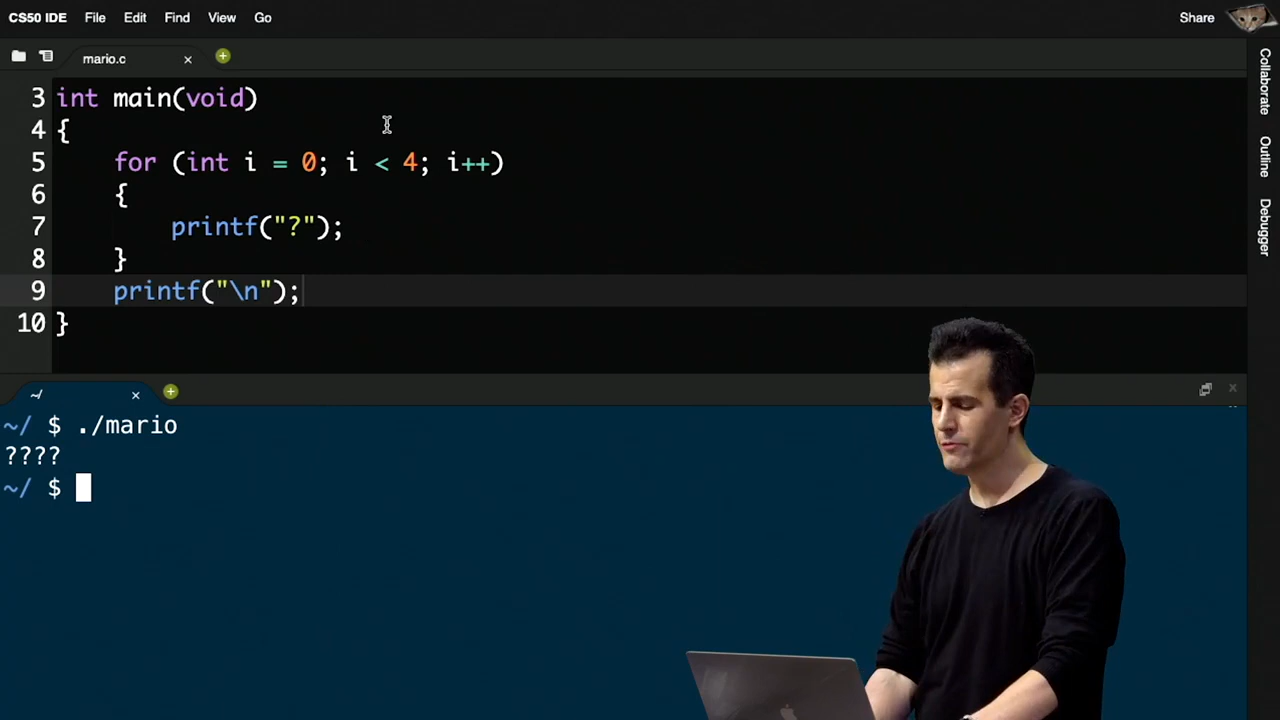 CS50 IDE File Edit Find View Go Share
mario.c
3 int main(void)
4 {
5 for (int i = 0; i < 4; i++)
6 {
7 printf("?");
8 }
9 printf("\n");
10 }
~/
~/ $ ./mario
????
~/ $
Collaborate
Outline
Debugger